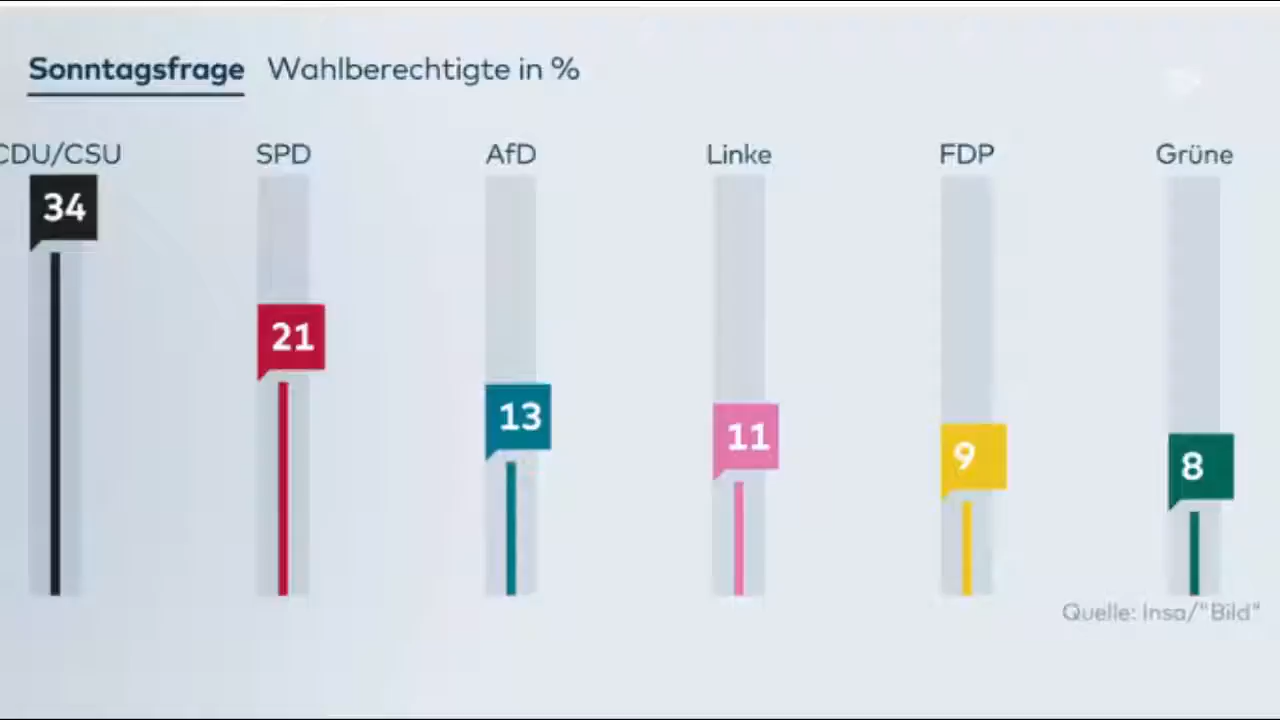 Sonntagsfrage Wahlberechtigte in %
CDU/CSU SPD AfD Linke FDP Grüne
34
21
13
11
9
8
Quelle: Insa/"Bild"